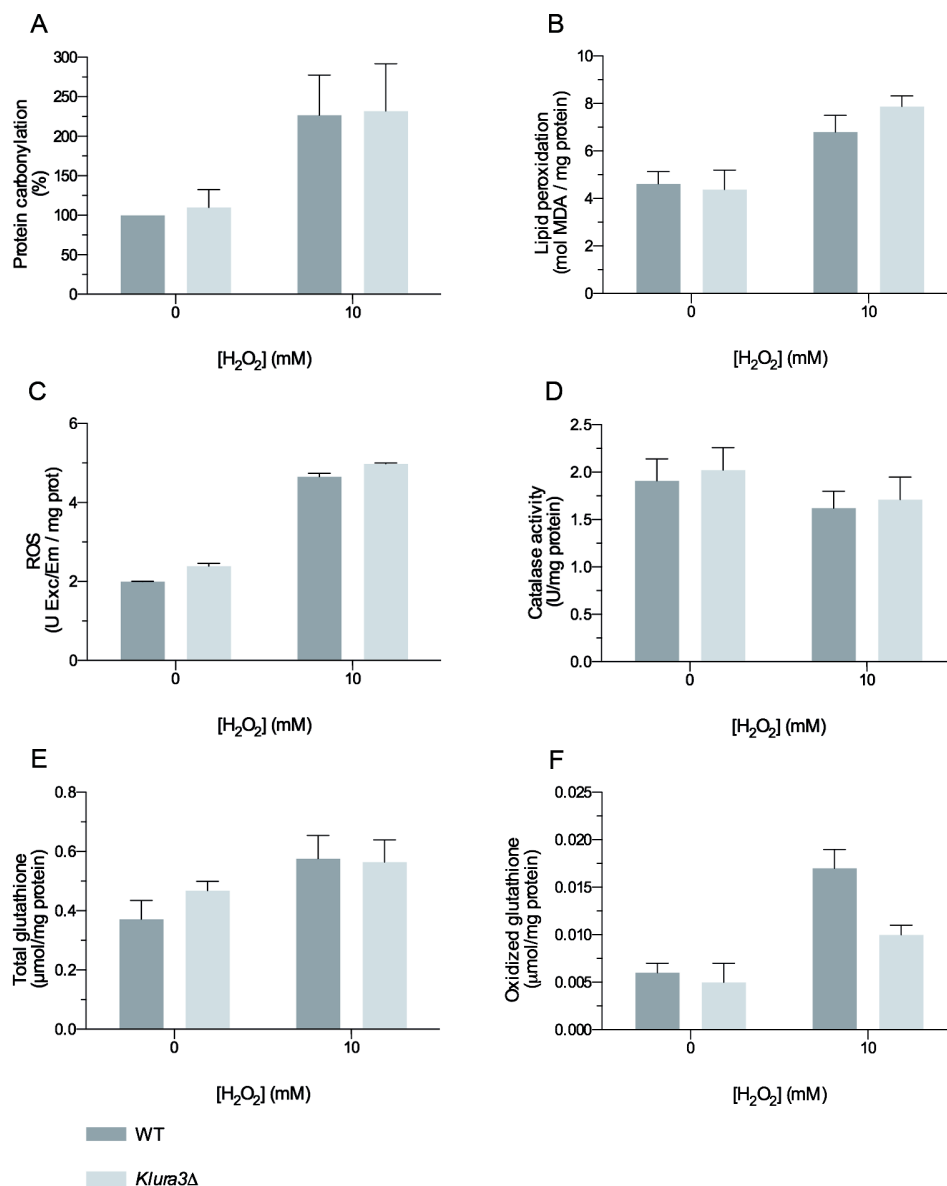 A
Protein carbonylation
(%)
300
250
200
150
100
50
0
0
10
[H₂O₂] (mM)
B
Lipid peroxidation
(mol MDA / mg protein)
10
8
6
4
2
0
0
10
[H₂O₂] (mM)
C
ROS
(U Exc/Em / mg prot)
6
4
2
0
0
10
[H₂O₂] (mM)
D
Catalase activity
(U/mg protein)
2.5
2.0
1.5
1.0
0.5
0.0
0
10
[H₂O₂] (mM)
E
Total glutathione
(µmol/mg protein)
0.8
0.6
0.4
0.2
0.0
0
10
[H₂O₂] (mM)
F
Oxidized glutathione
(µmol/mg protein)
0.025
0.020
0.015
0.010
0.005
0.000
0
10
[H₂O₂] (mM)
WT
Klura3Δ